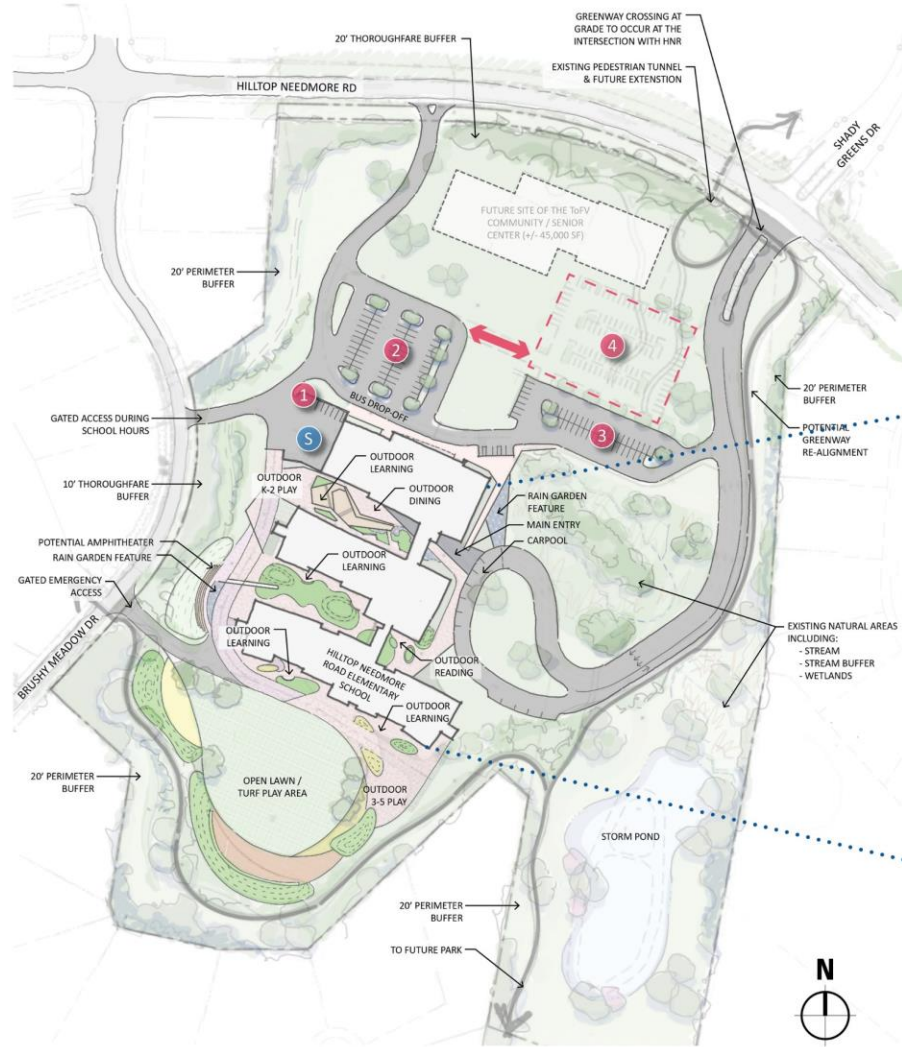 GREENWAY CROSSING AT
GRADE TO OCCUR AT THE
INTERSECTION WITH HNR
20' THOROUGHFARE BUFFER
EXISTING PEDESTRIAN TUNNEL
& FUTURE EXTENSTION
HILLTOP NEEDMORE RD
SHADY
GREENS DR
FUTURE SITE OF THE ToFV
COMMUNITY / SENIOR
CENTER (+/- 45,000 SF)
20' PERIMETER
BUFFER
4
2
20' PERIMETER
BUFFER
1
BUS DROP-OFF
GATED ACCESS DURING
SCHOOL HOURS
3
POTENTIAL
GREENWAY
RE-ALIGNMENT
S
OUTDOOR
LEARNING
OUTDOOR
K-2 PLAY
OUTDOOR
DINING
10' THOROUGHFARE
BUFFER
RAIN GARDEN
FEATURE
MAIN ENTRY
CARPOOL
POTENTIAL AMPHITHEATER
RAIN GARDEN FEATURE
OUTDOOR
LEARNING
GATED EMERGENCY
ACCESS
BRUSHY MEADOW DR
OUTDOOR
LEARNING
HILLTOP NEEDMORE
ROAD ELEMENTARY
SCHOOL
OUTDOOR
READING
EXISTING NATURAL AREAS
INCLUDING:
- STREAM
- STREAM BUFFER
- WETLANDS
OUTDOOR
LEARNING
20' PERIMETER
BUFFER
OPEN LAWN /
TURF PLAY AREA
OUTDOOR
3-5 PLAY
STORM POND
20' PERIMETER
BUFFER
TO FUTURE PARK
N